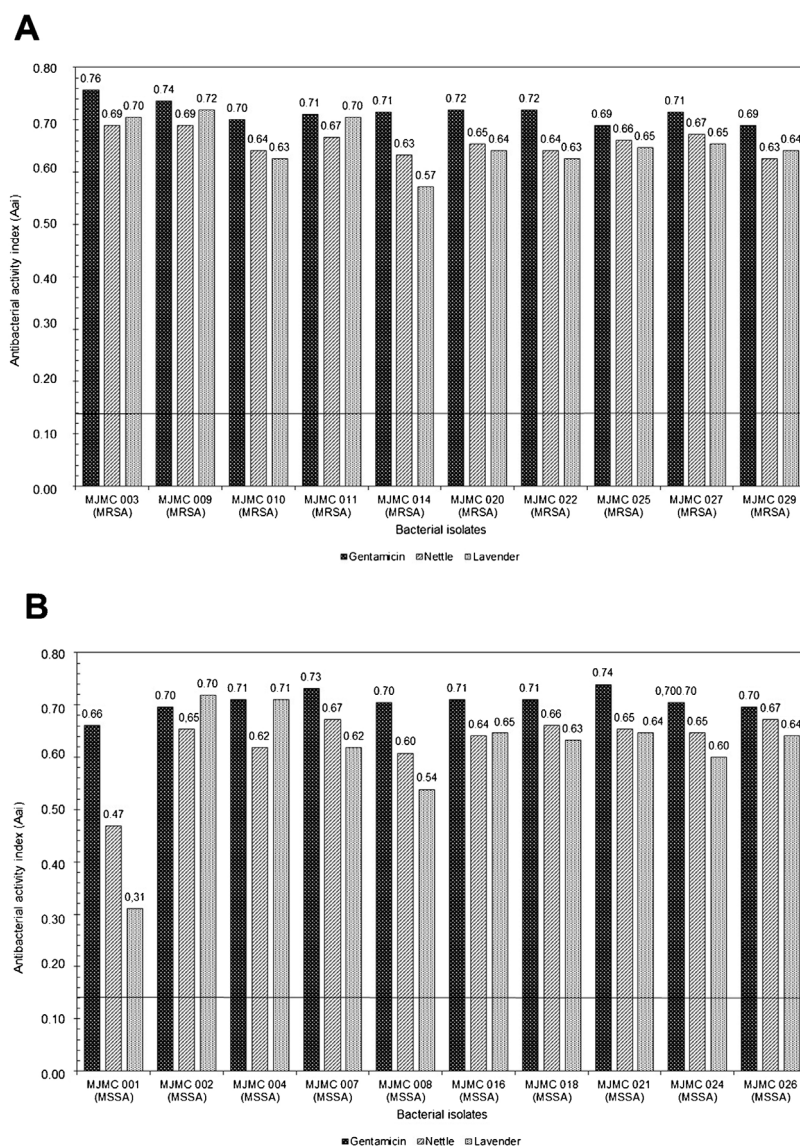 A
0.80
0.70
0.60
0.50
0.40
0.30
0.20
0.10
0.00
Antibacterial activity index (Aai)
0.76 0.69 0.70
0.74 0.69 0.72
0.70 0.64 0.63
0.71 0.67 0.70
0.71 0.63 0.57
0.72 0.65 0.64
0.72 0.64 0.63
0.69 0.66 0.65
0.71 0.67 0.65
0.69 0.63 0.64
MJMC 003 MJMC 009 MJMC 010 MJMC 011 MJMC 014 MJMC 020 MJMC 022 MJMC 025 MJMC 027 MJMC 029
(MRSA) (MRSA) (MRSA) (MRSA) (MRSA) (MRSA) (MRSA) (MRSA) (MRSA) (MRSA)
Bacterial isolates
Gentamicin Nettle Lavender
B
0.80
0.70
0.60
0.50
0.40
0.30
0.20
0.10
0.00
Antibacterial activity index (Aai)
0.66 0.47 0,31
0.70 0.65 0.70
0.71 0.62 0.71
0.73 0.67 0.62
0.70 0.60 0.54
0.71 0.64 0.65
0.71 0.66 0.63
0.74 0.65 0.64
0,700.70 0.65 0.60
0.70 0.67 0.64
MJMC 001 MJMC 002 MJMC 004 MJMC 007 MJMC 008 MJMC 016 MJMC 018 MJMC 021 MJMC 024 MJMC 026
(MSSA) (MSSA) (MSSA) (MSSA) (MSSA) (MSSA) (MSSA) (MSSA) (MSSA) (MSSA)
Bacterial isolates
Gentamicin Nettle Lavender